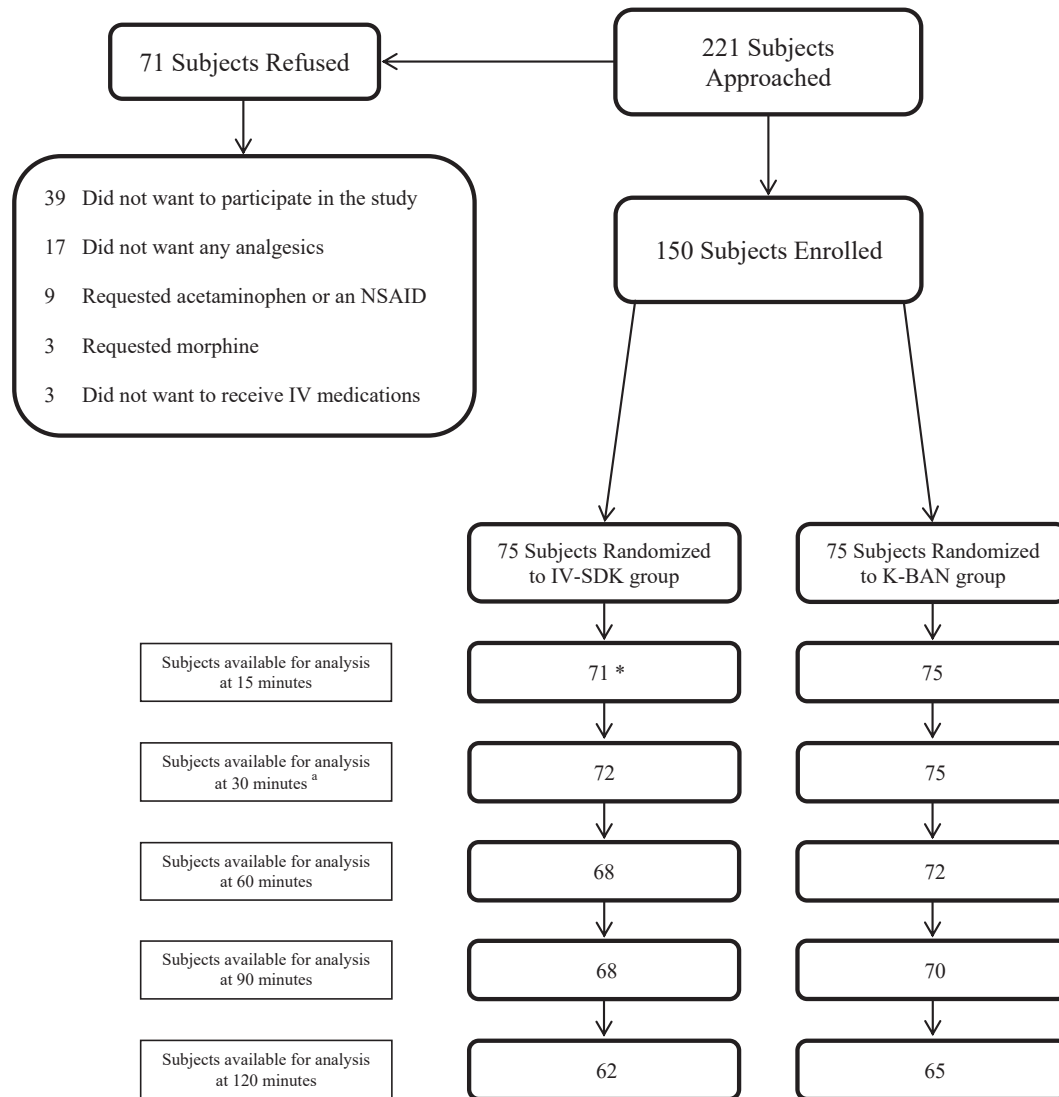 221 Subjects
Approached
71 Subjects Refused
39 Did not want to participate in the study
17 Did not want any analgesics
9 Requested acetaminophen or an NSAID
3 Requested morphine
3 Did not want to receive IV medications
150 Subjects Enrolled
75 Subjects Randomized
to IV-SDK group
75 Subjects Randomized
to K-BAN group
Subjects available for analysis
at 15 minutes
71 *
75
Subjects available for analysis
at 30 minutes a
72
75
Subjects available for analysis
at 60 minutes
68
72
Subjects available for analysis
at 90 minutes
68
70
Subjects available for analysis
at 120 minutes
62
65